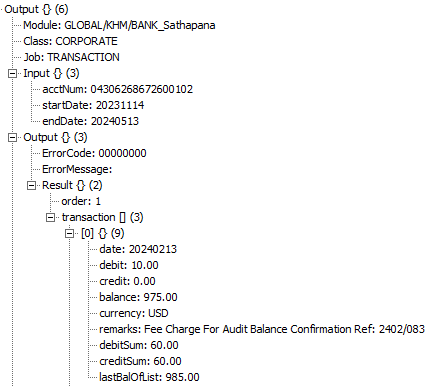 Output {} (6)
Module: GLOBAL/KHM/BANK_Sathapana
Class: CORPORATE
Job: TRANSACTION
Input {} (3)
acctNum: 04306268672600102
startDate: 20231114
endDate: 20240513
Output {} (3)
ErrorCode: 00000000
ErrorMessage:
Result {} (2)
order: 1
transaction [] (3)
[0] {} (9)
date: 20240213
debit: 10.00
credit: 0.00
balance: 975.00
currency: USD
remarks: Fee Charge For Audit Balance Confirmation Ref: 2402/083
debitSum: 60.00
creditSum: 60.00
lastBalOfList: 985.00